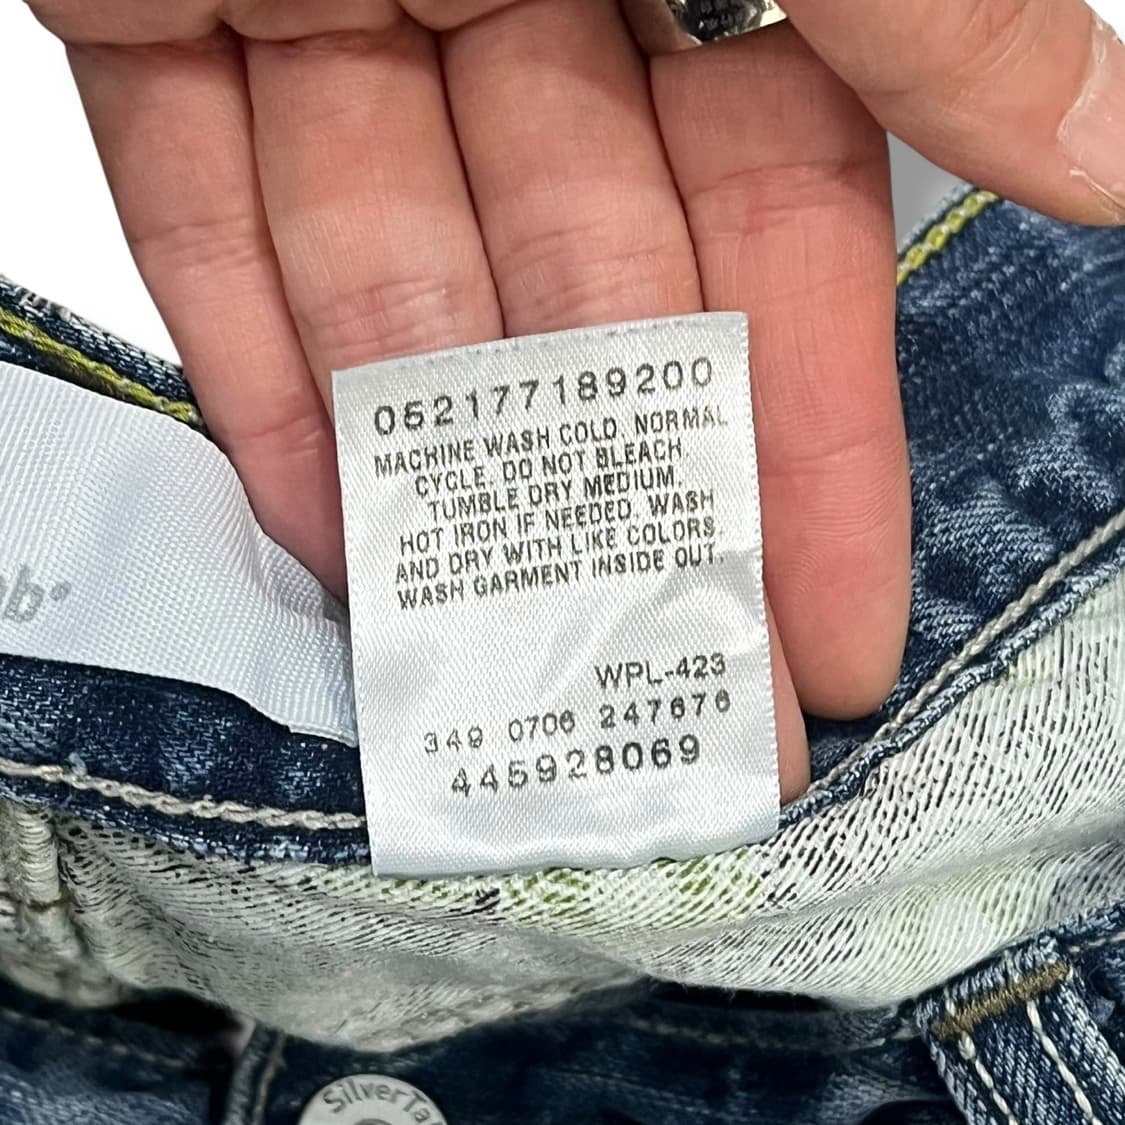 052177189200
MACHINE WASH COLD, NORMAL
CYCLE. DO NOT BLEACH.
TUMBLE DRY MEDIUM.
HOT IRON IF NEEDED. WASH
AND DRY WITH LIKE COLORS.
WASH GARMENT INSIDE OUT.
WPL-423
349 0706 247676
445928069
b®
SilverTa